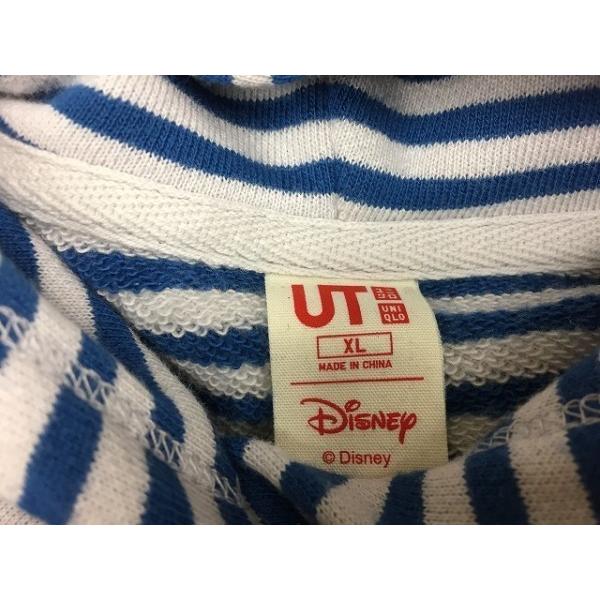 UT ユニクロ UNIQLO
XL
MADE IN CHINA
Disney
© Disney